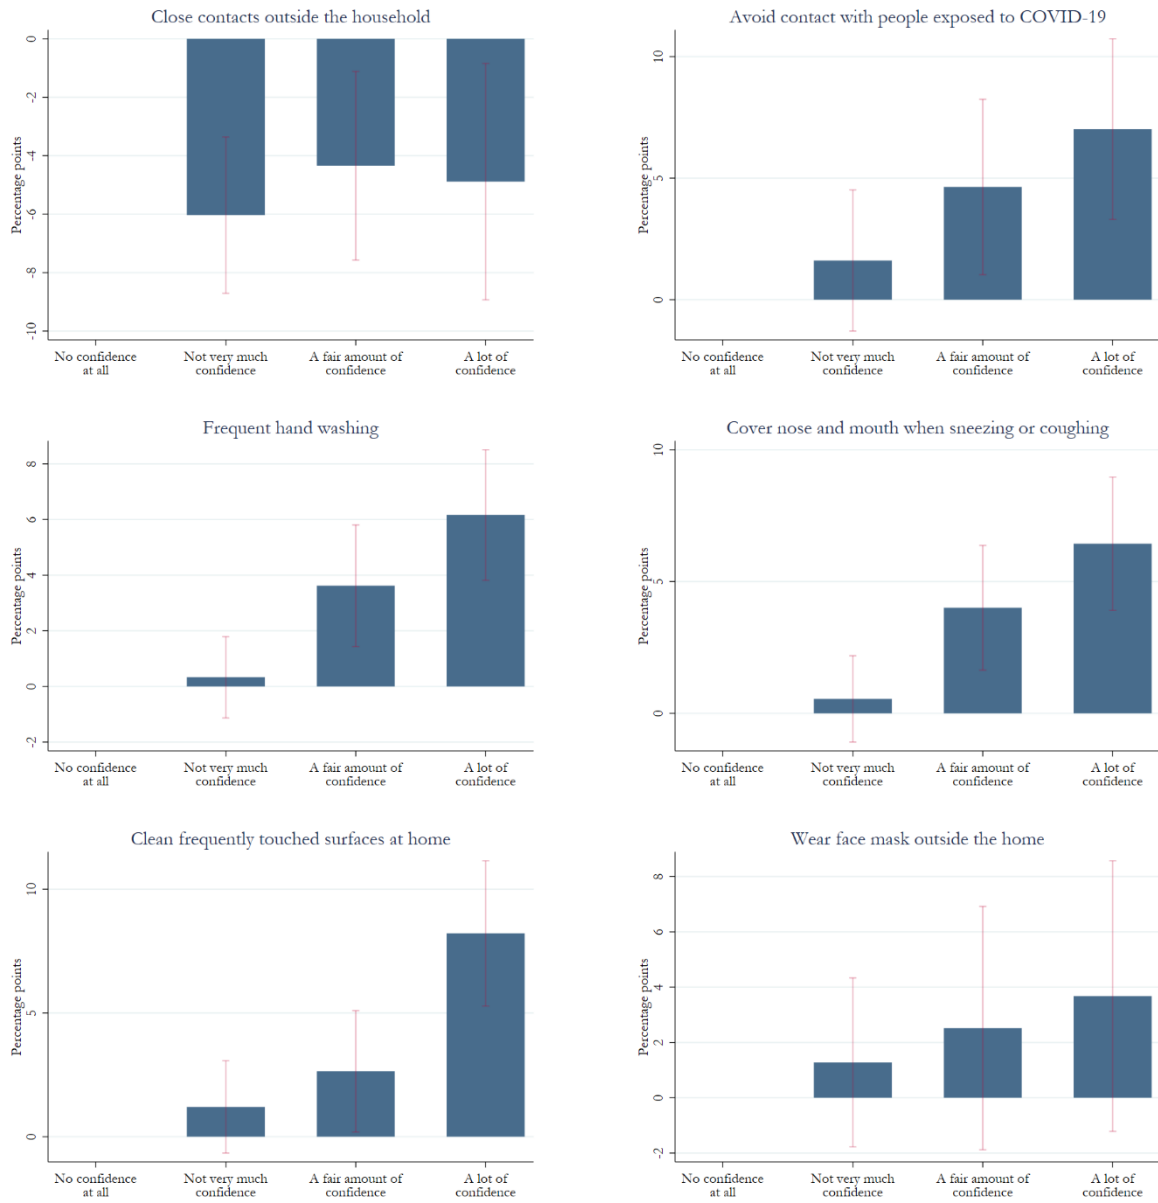 Close contacts outside the household
Percentage points
0
-2
-4
-6
-8
-10
No confidence
at all
Not very much
confidence
A fair amount of
confidence
A lot of
confidence
Avoid contact with people exposed to COVID-19
Percentage points
10
5
0
No confidence
at all
Not very much
confidence
A fair amount of
confidence
A lot of
confidence
Frequent hand washing
Percentage points
8
6
4
2
0
-2
No confidence
at all
Not very much
confidence
A fair amount of
confidence
A lot of
confidence
Cover nose and mouth when sneezing or coughing
Percentage points
10
5
0
No confidence
at all
Not very much
confidence
A fair amount of
confidence
A lot of
confidence
Clean frequently touched surfaces at home
Percentage points
10
5
0
No confidence
at all
Not very much
confidence
A fair amount of
confidence
A lot of
confidence
Wear face mask outside the home
Percentage points
8
6
4
2
0
-2
No confidence
at all
Not very much
confidence
A fair amount of
confidence
A lot of
confidence